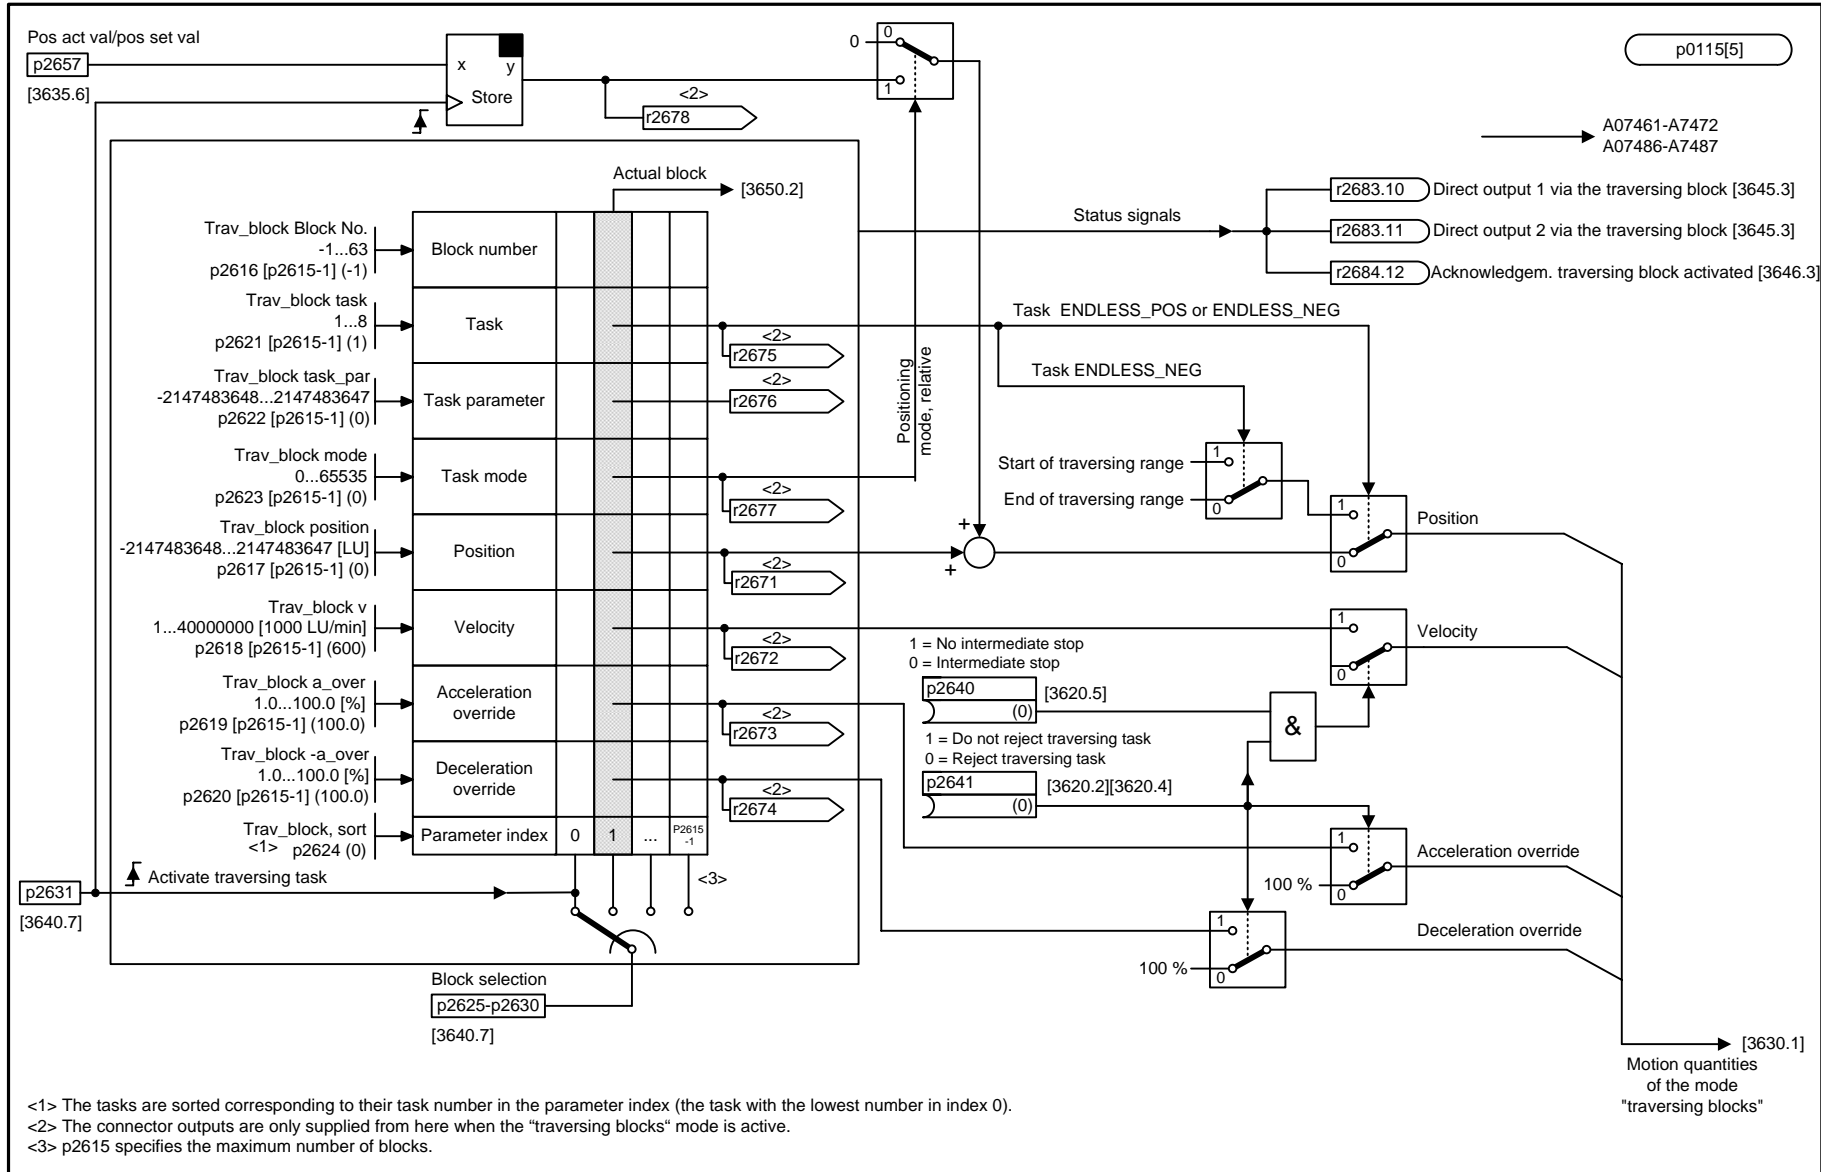 Pos act val/pos set val
p2657
[3635.6]
x
y
Store
<2>
r2678
0
0
1
p0115[5]
A07461-A7472
A07486-A7487
Actual block
[3650.2]
Status signals
r2683.10
Direct output 1 via the traversing block [3645.3]
r2683.11
Direct output 2 via the traversing block [3645.3]
r2684.12
Acknowledgem. traversing block activated [3646.3]
Trav_block Block No.
-1...63
p2616 [p2615-1] (-1)
Block number
Trav_block task
1...8
p2621 [p2615-1] (1)
Task
<2>
r2675
Task ENDLESS_POS or ENDLESS_NEG
Task ENDLESS_NEG
Trav_block task_par
-2147483648...2147483647
p2622 [p2615-1] (0)
Task parameter
<2>
r2676
Positioning
mode, relative
Trav_block mode
0...65535
p2623 [p2615-1] (0)
Task mode
<2>
r2677
Start of traversing range
End of traversing range
1
0
Trav_block position
-2147483648...2147483647 [LU]
p2617 [p2615-1] (0)
Position
<2>
r2671
+
+
1
0
Position
Trav_block v
1...40000000 [1000 LU/min]
p2618 [p2615-1] (600)
Velocity
<2>
r2672
1
0
Velocity
1 = No intermediate stop
0 = Intermediate stop
p2640
(0)
[3620.5]
&
Trav_block a_over
1.0...100.0 [%]
p2619 [p2615-1] (100.0)
Acceleration
override
<2>
r2673
1 = Do not reject traversing task
0 = Reject traversing task
p2641
(0)
[3620.2][3620.4]
Trav_block -a_over
1.0...100.0 [%]
p2620 [p2615-1] (100.0)
Deceleration
override
<2>
r2674
Trav_block, sort
<1> p2624 (0)
Parameter index
0
1
...
P2615
-1
<3>
1
0
100 %
Acceleration override
p2631
[3640.7]
Activate traversing task
1
0
100 %
Deceleration override
Block selection
p2625-p2630
[3640.7]
[3630.1]
Motion quantities
of the mode
"traversing blocks"
<1> The tasks are sorted corresponding to their task number in the parameter index (the task with the lowest number in index 0).
<2> The connector outputs are only supplied from here when the “traversing blocks“ mode is active.
<3> p2615 specifies the maximum number of blocks.